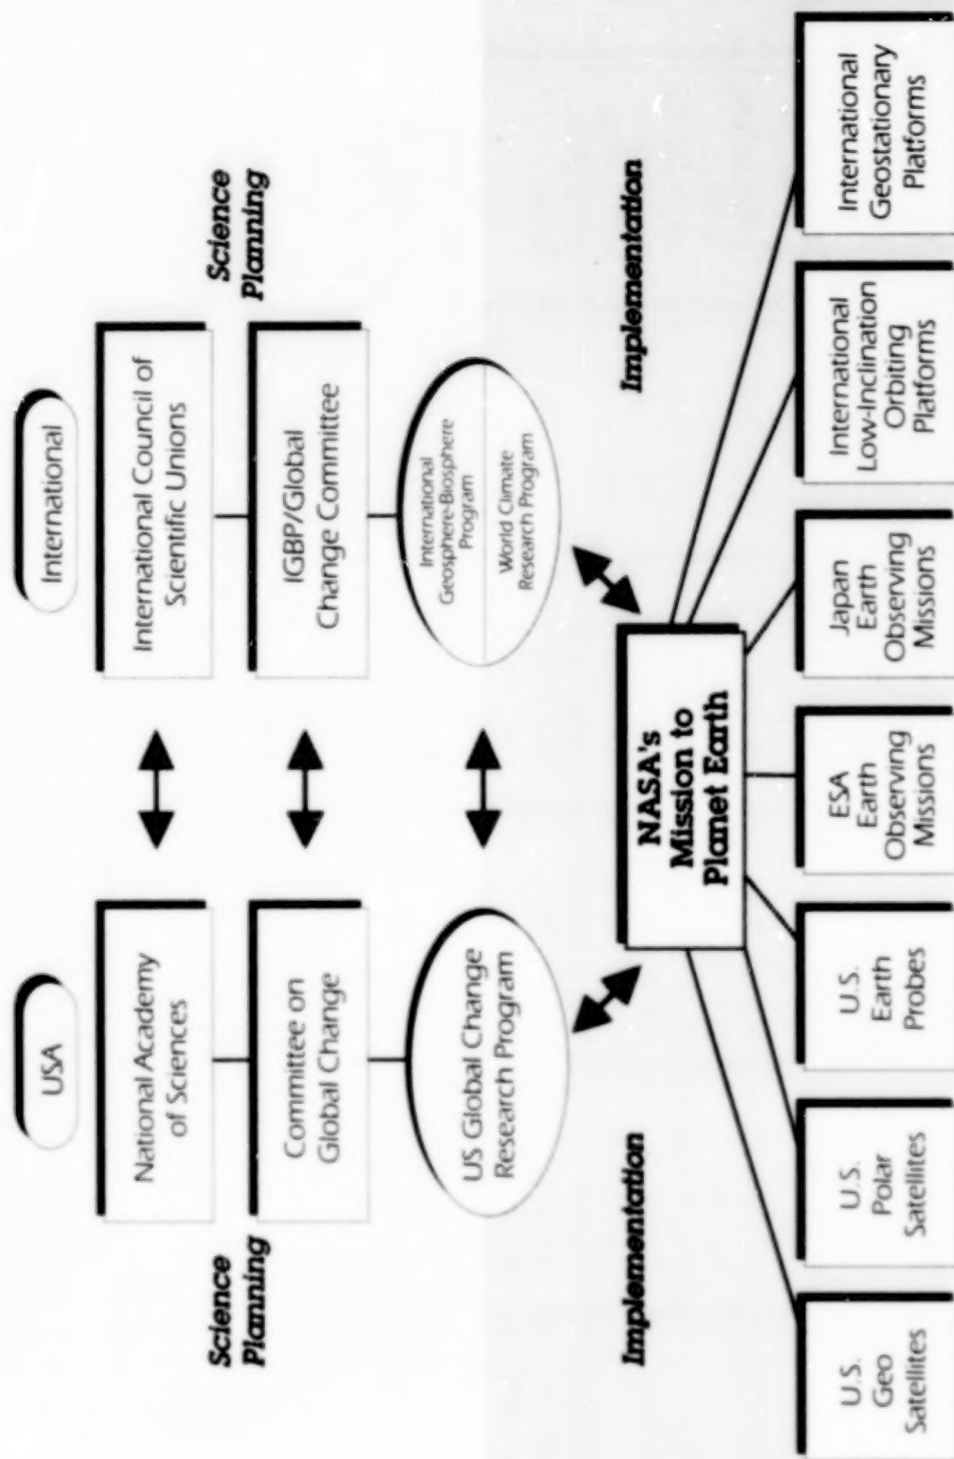 USA
International
National Academy
of Sciences
International Council of
Scientific Unions
Science
Planning
Science
Planning
Committee on
Global Change
IGBP/Global
Change Committee
US Global Change
Research Program
International
Geosphere-Biosphere
Program
World Climate
Research Program
Implementation
Implementation
NASA's
Mission to
Planet Earth
U.S.
Geo
Satellites
U.S.
Polar
Satellites
U.S.
Earth
Probes
ESA
Earth
Observing
Missions
Japan
Earth
Observing
Missions
International
Low-Inclination
Orbiting
Platforms
International
Geostationary
Platforms